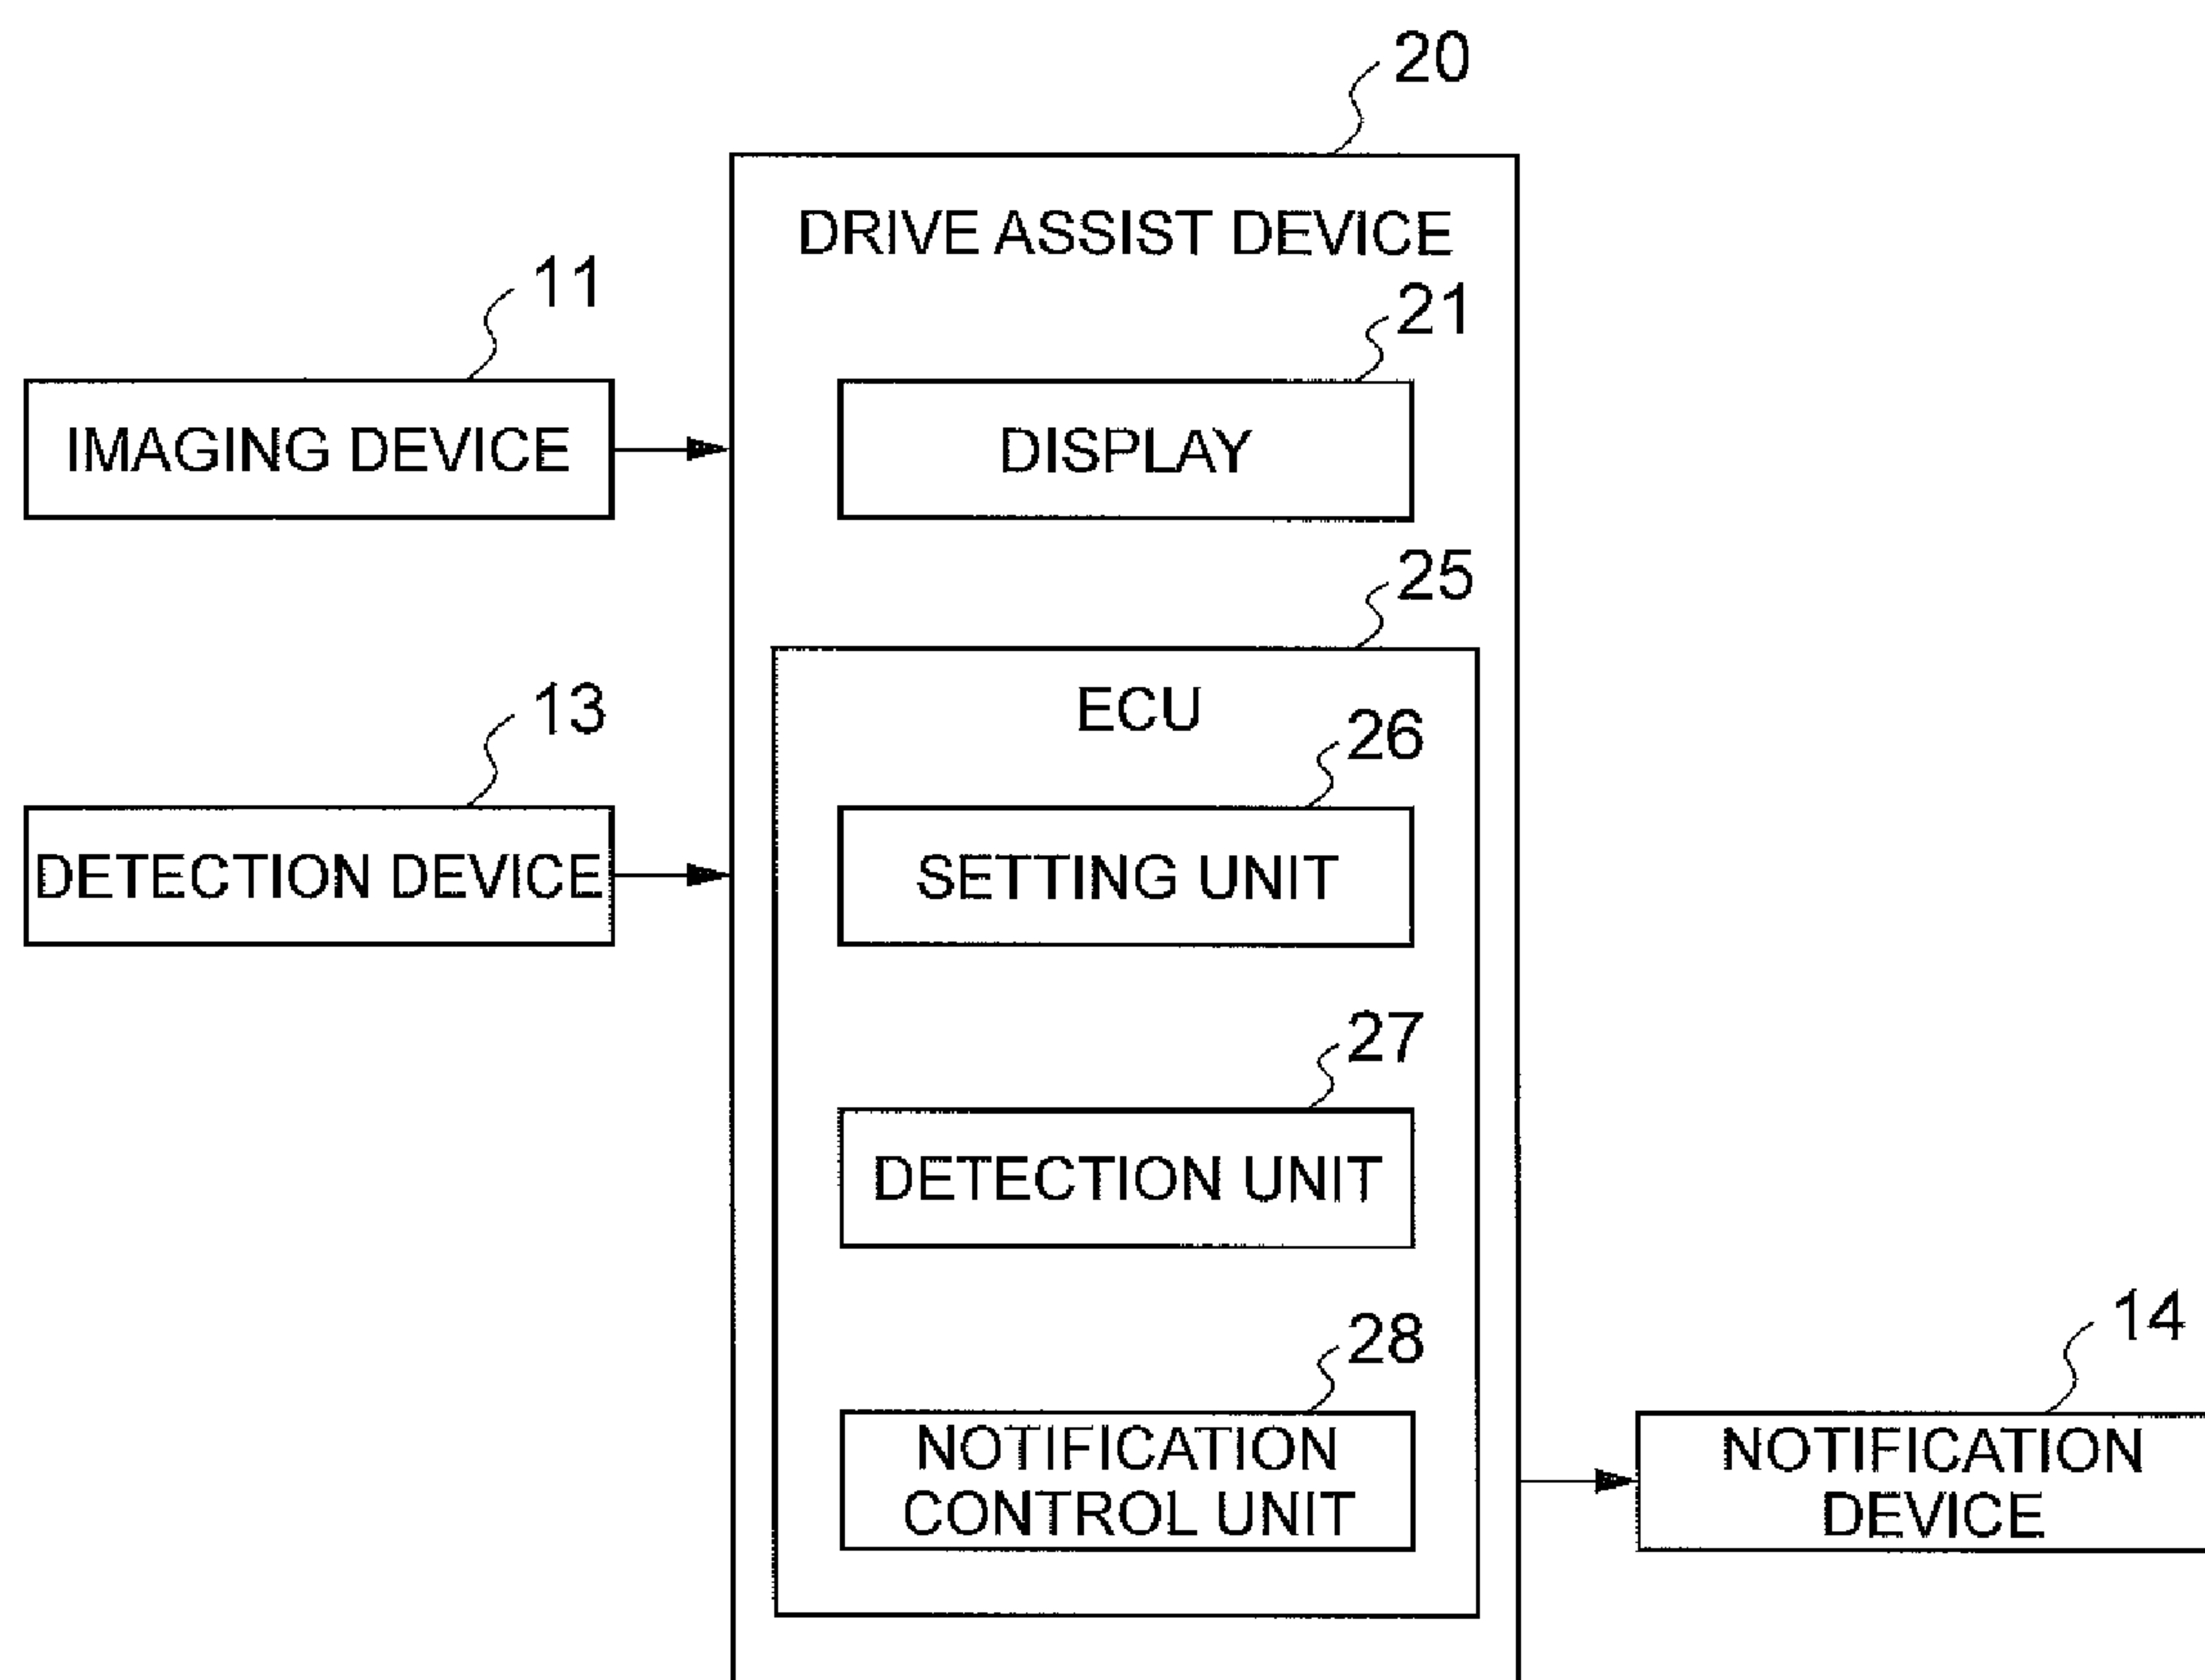 20
DRIVE ASSIST DEVICE
11
21
IMAGING DEVICE
DISPLAY
25
13
ECU
26
DETECTION DEVICE
SETTING UNIT
27
DETECTION UNIT
28
14
NOTIFICATION
CONTROL UNIT
NOTIFICATION
DEVICE